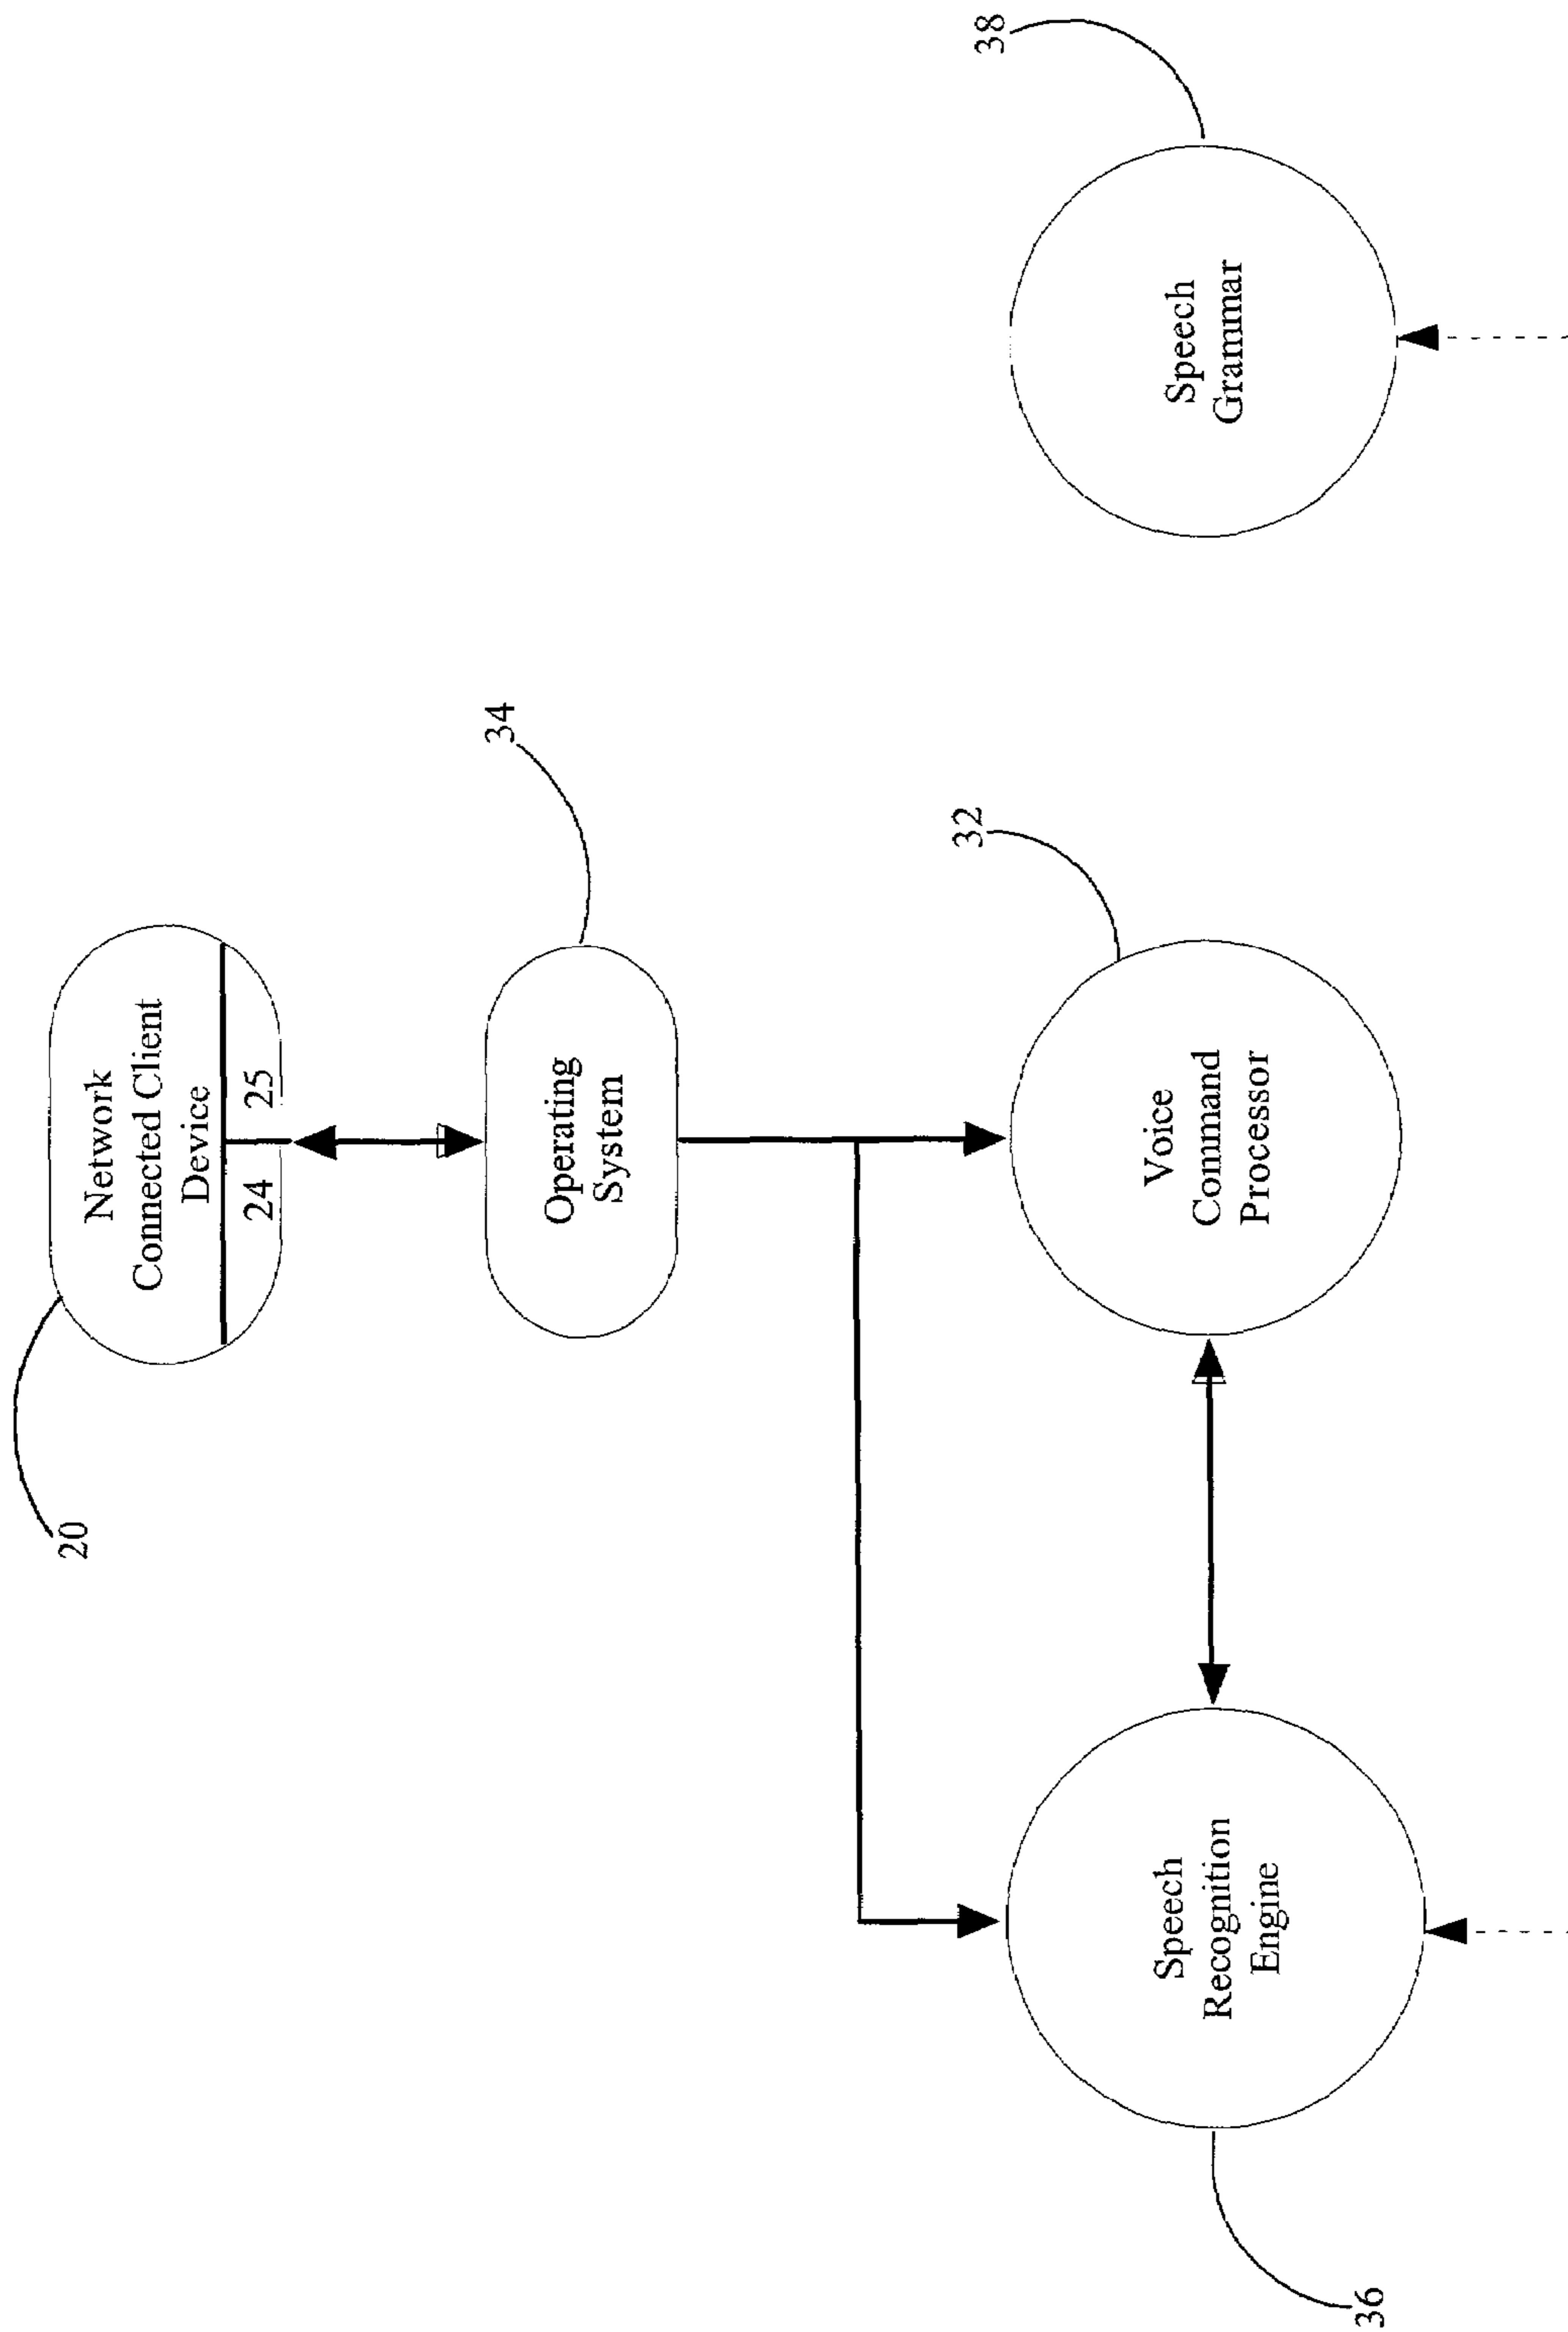 20
Network
Connected Client
Device
24
25
34
Operating
System
36
Speech
Recognition
Engine
32
Voice
Command
Processor
38
Speech
Grammar